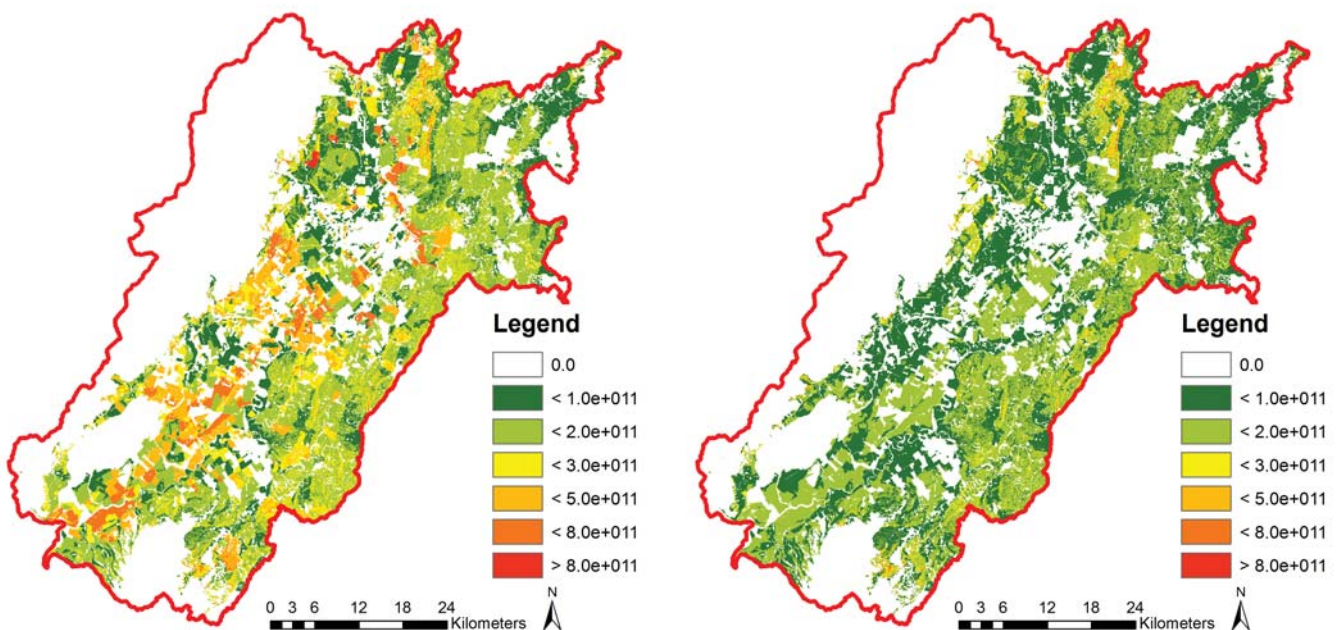 Legend
0.0
< 1.0e+011
< 2.0e+011
< 3.0e+011
< 5.0e+011
< 8.0e+011
> 8.0e+011
N
0 3 6 12 18 24
Kilometers
Legend
0.0
< 1.0e+011
< 2.0e+011
< 3.0e+011
< 5.0e+011
< 8.0e+011
> 8.0e+011
N
0 3 6 12 18 24
Kilometers